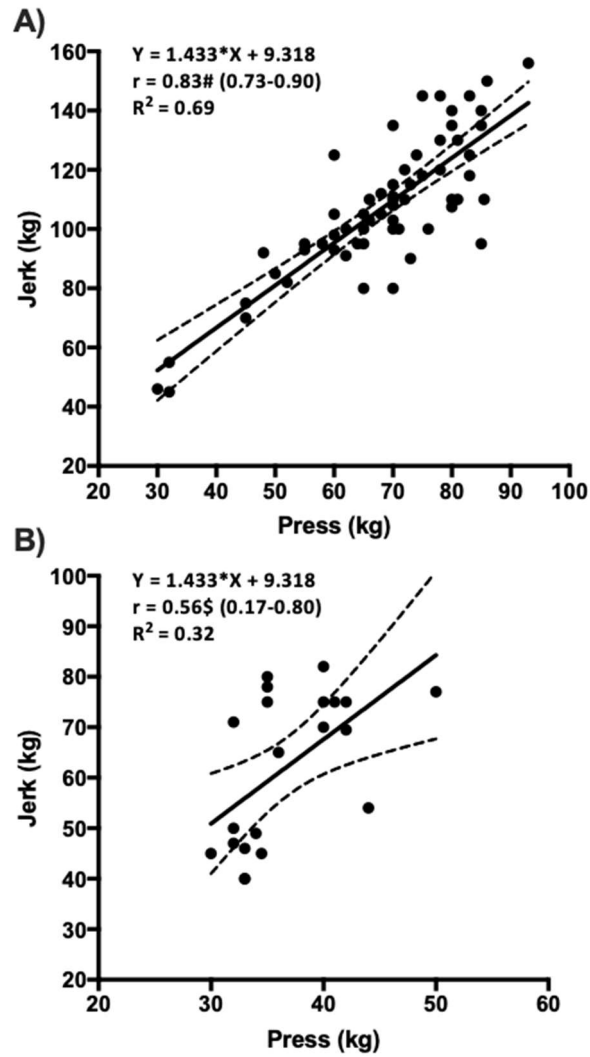 A)
Y = 1.433*X + 9.318
r = 0.83# (0.73-0.90)
R² = 0.69
160
140
120
100
80
60
40
20
Jerk (kg)
20 30 40 50 60 70 80 90 100
Press (kg)
B)
Y = 1.433*X + 9.318
r = 0.56$ (0.17-0.80)
R² = 0.32
100
90
80
70
60
50
40
30
20
Jerk (kg)
20 30 40 50 60
Press (kg)